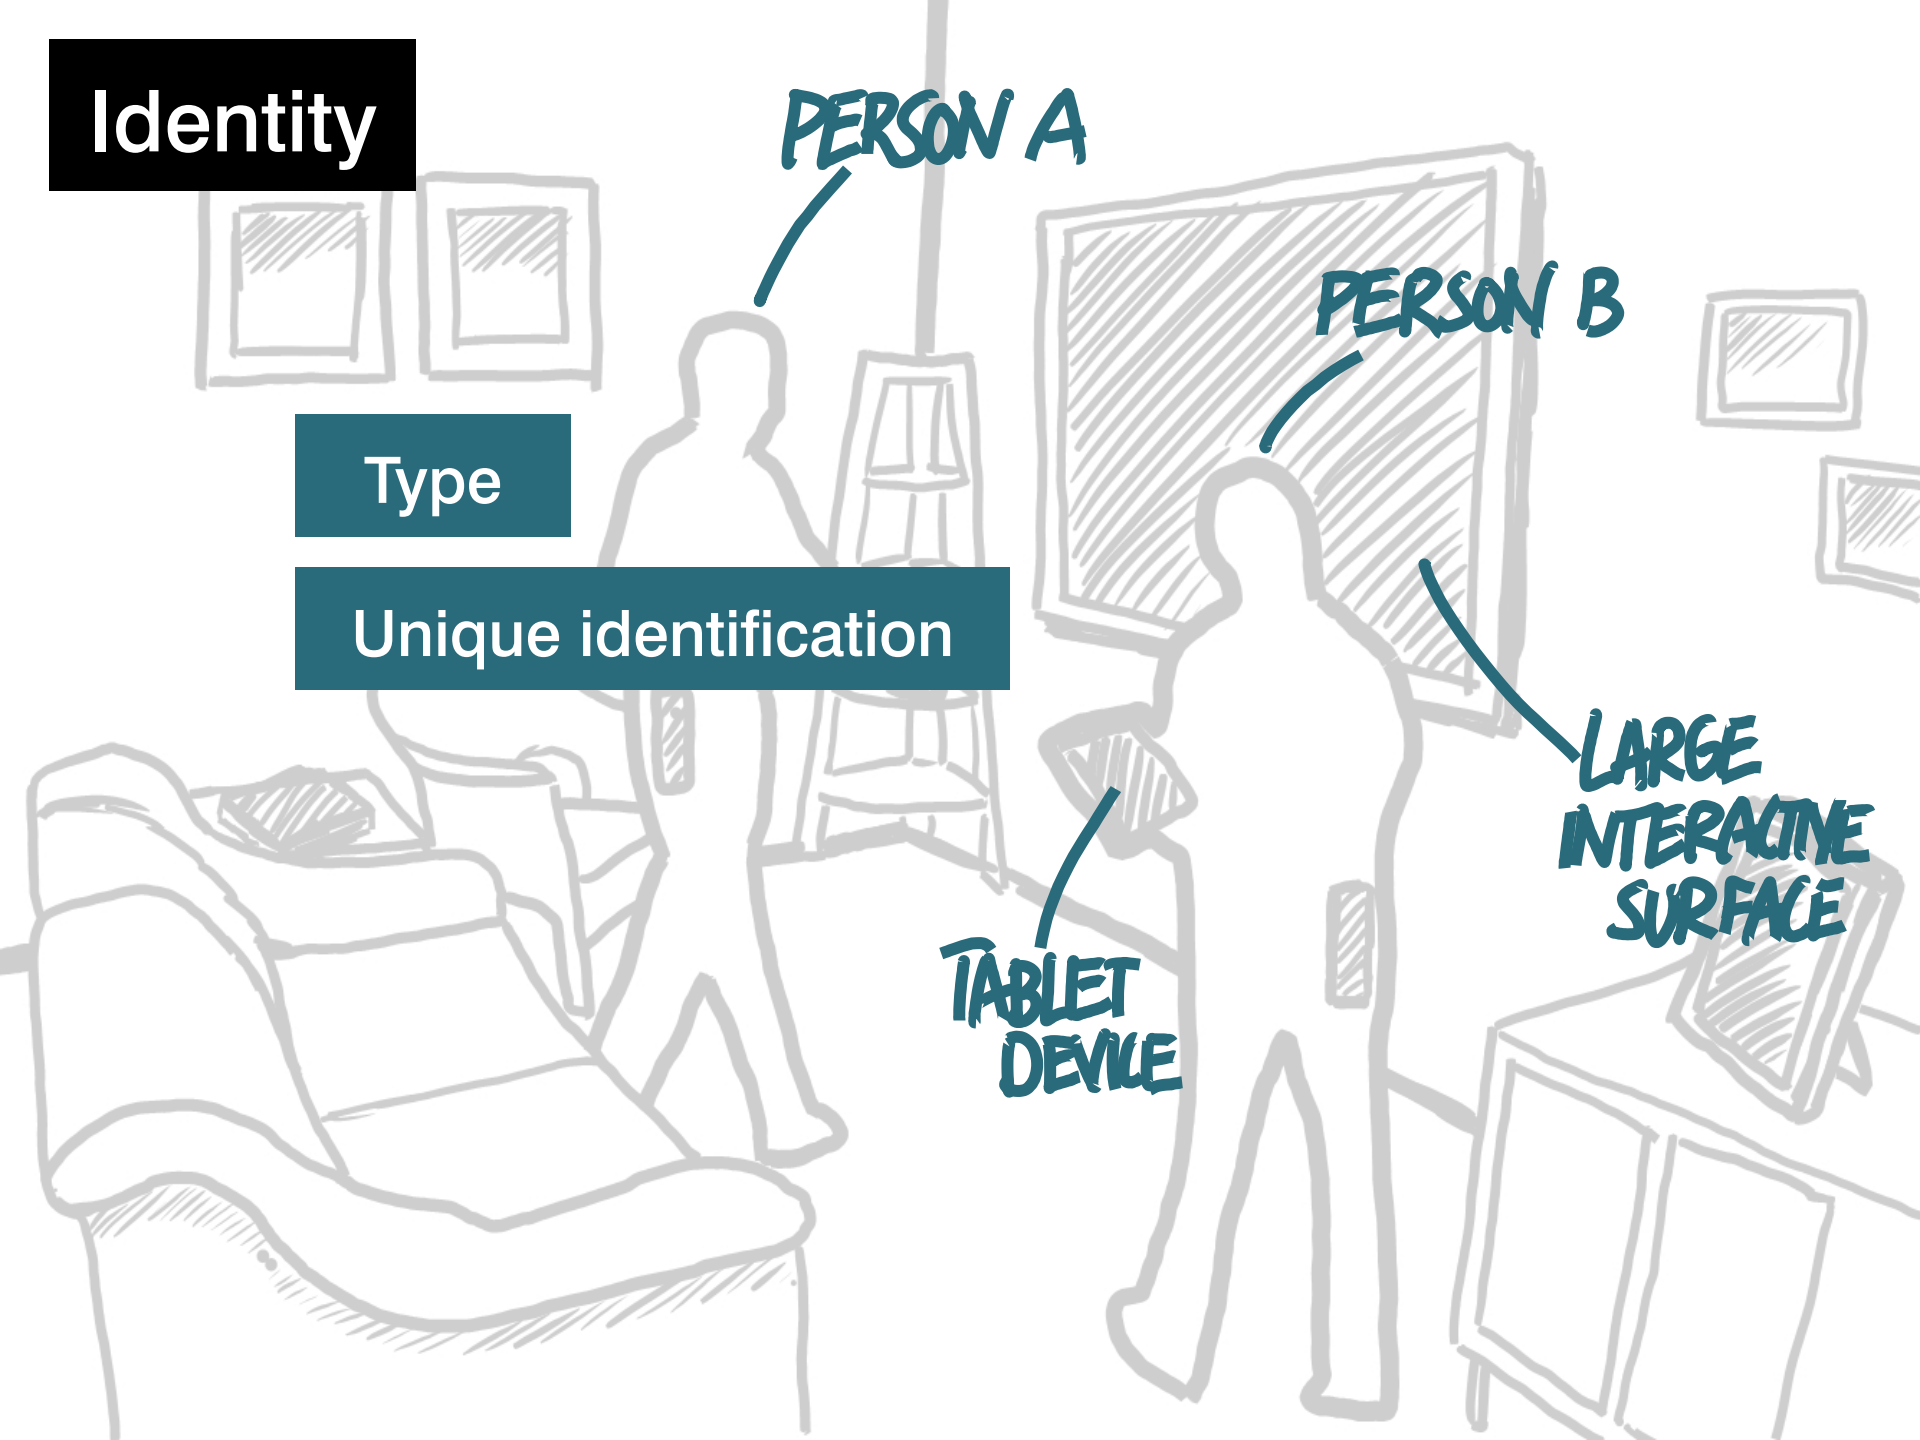 Identity
PERSON A
PERSON B
Type
Unique identification
LARGE
INTERACTIVE
SURFACE
TABLET
DEVICE